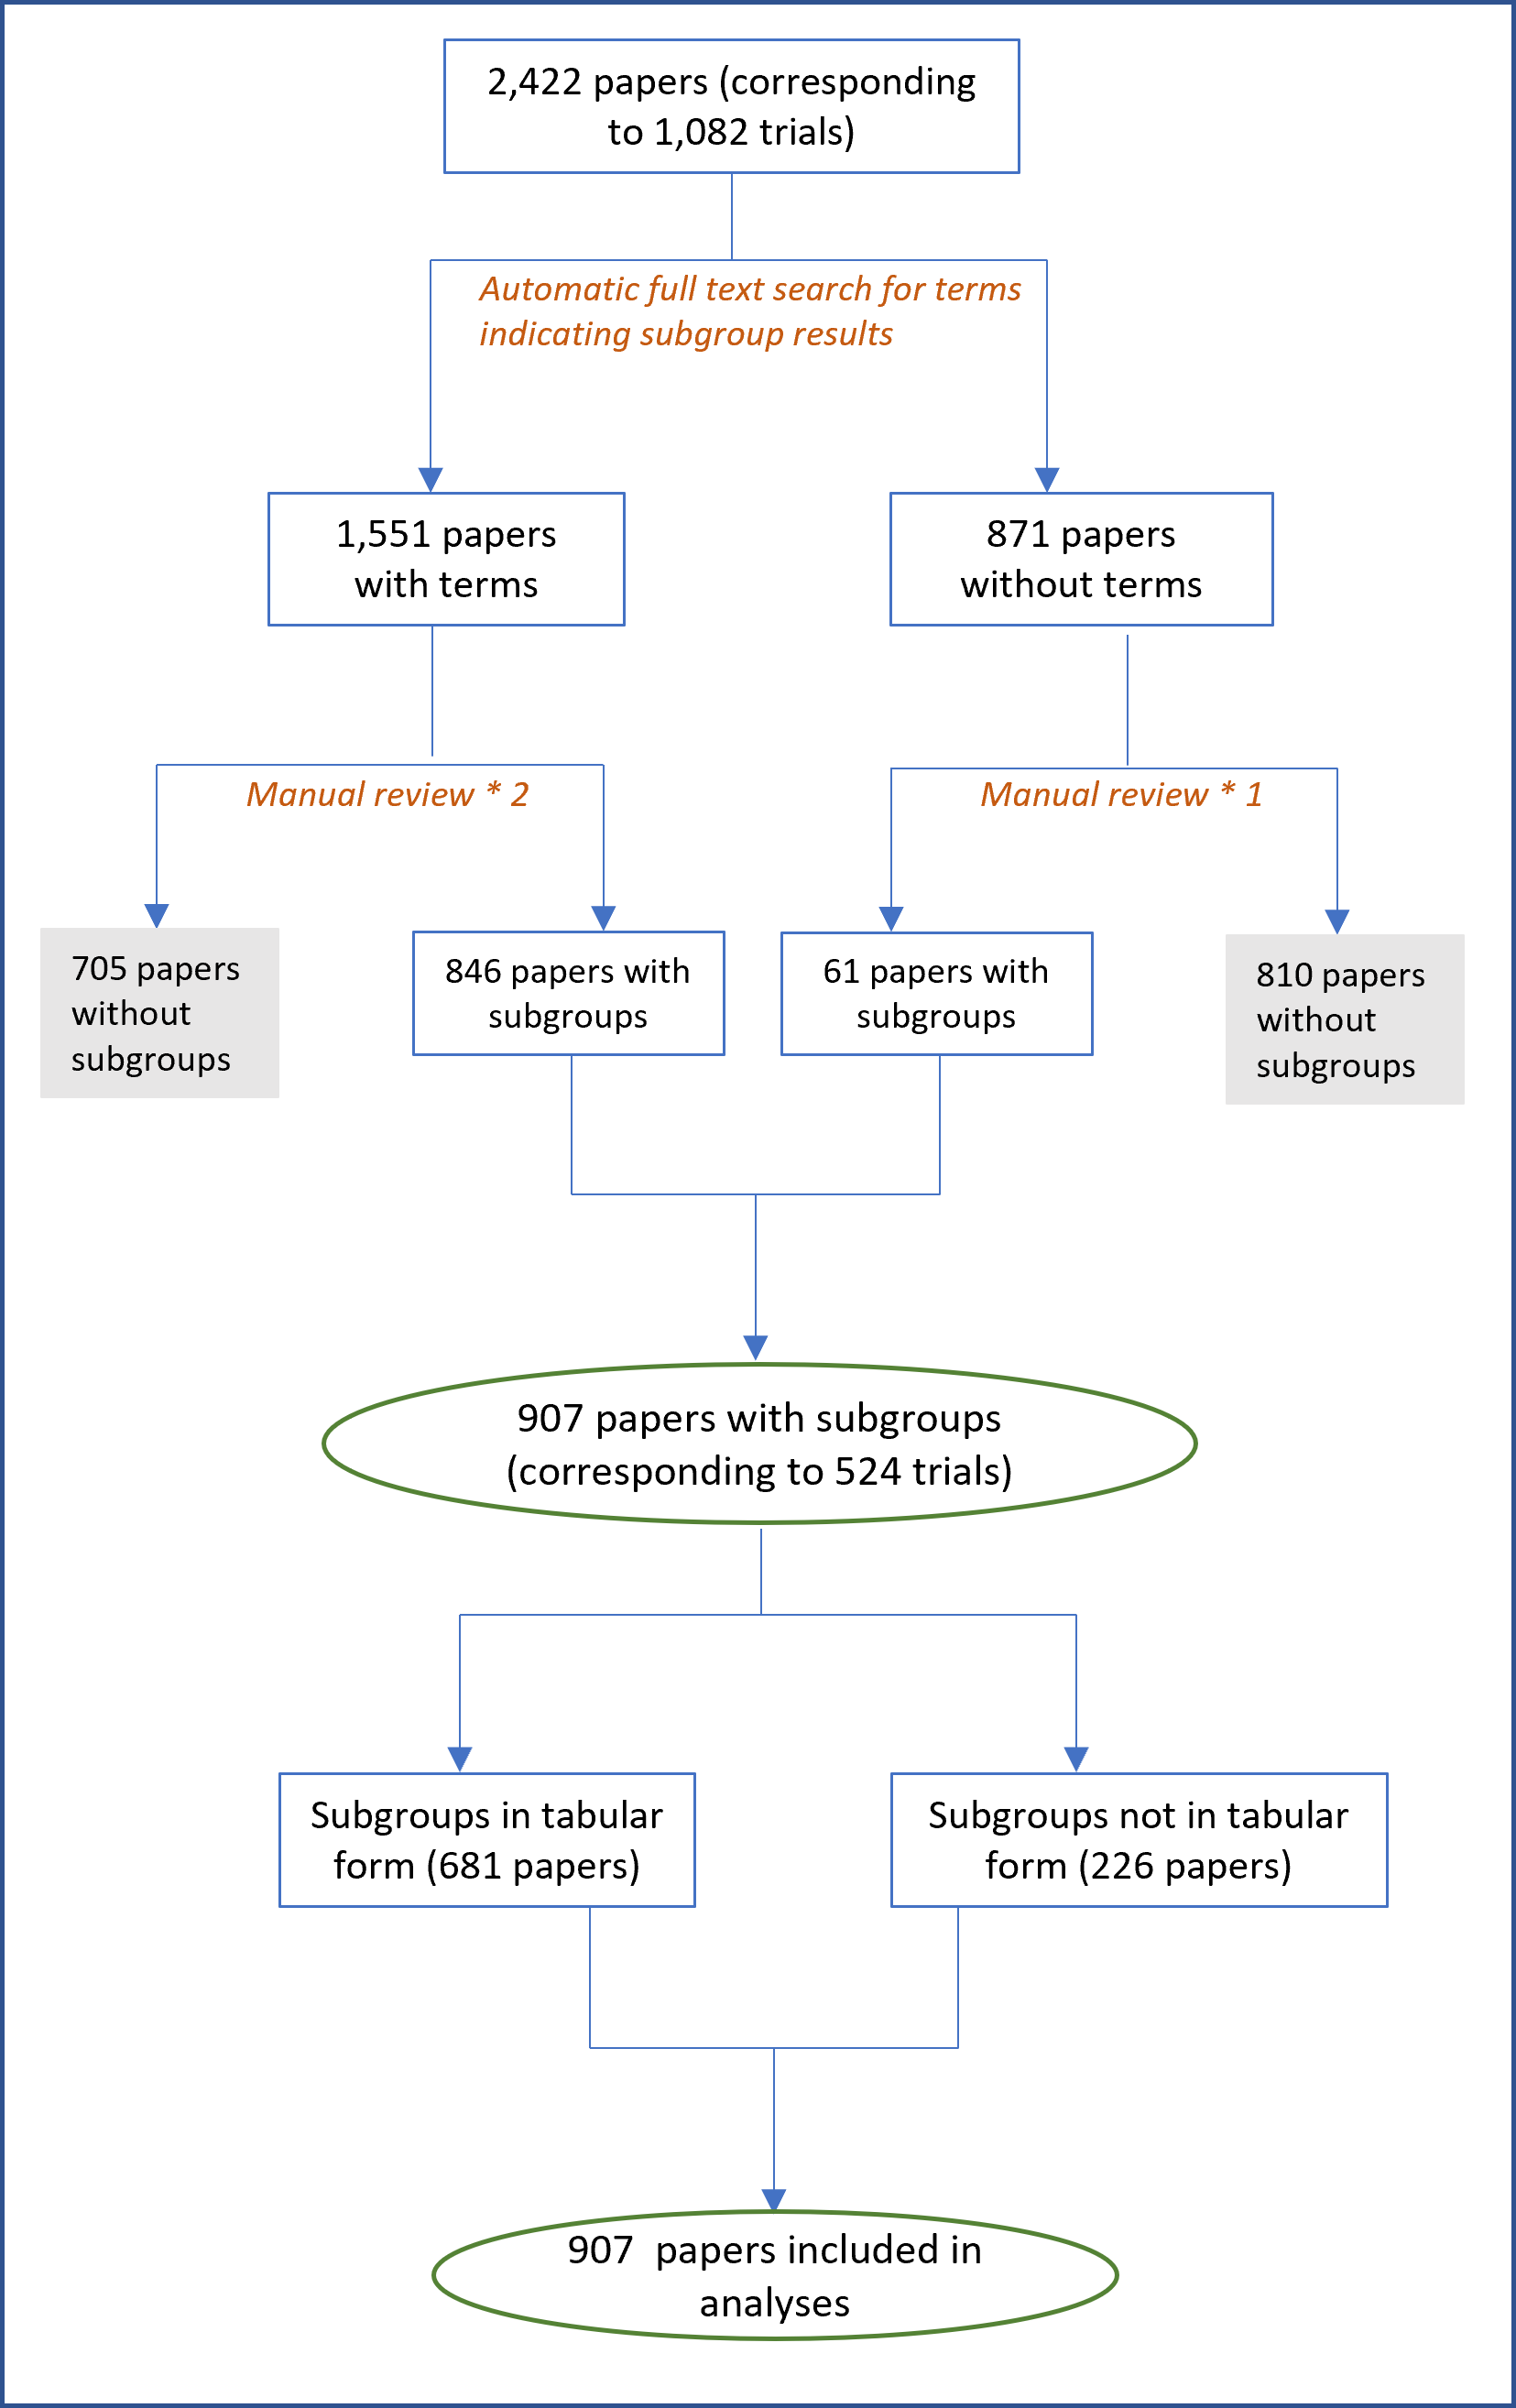 2,422 papers (corresponding
to 1,082 trials)
Automatic full text search for terms
indicating subgroup results
1,551 papers
with terms
871 papers
without terms
Manual review * 2
Manual review * 1
705 papers
without
subgroups
846 papers with
subgroups
61 papers with
subgroups
810 papers
without
subgroups
907 papers with subgroups
(corresponding to 524 trials)
Subgroups in tabular
form (681 papers)
Subgroups not in tabular
form (226 papers)
907  papers included in
analyses